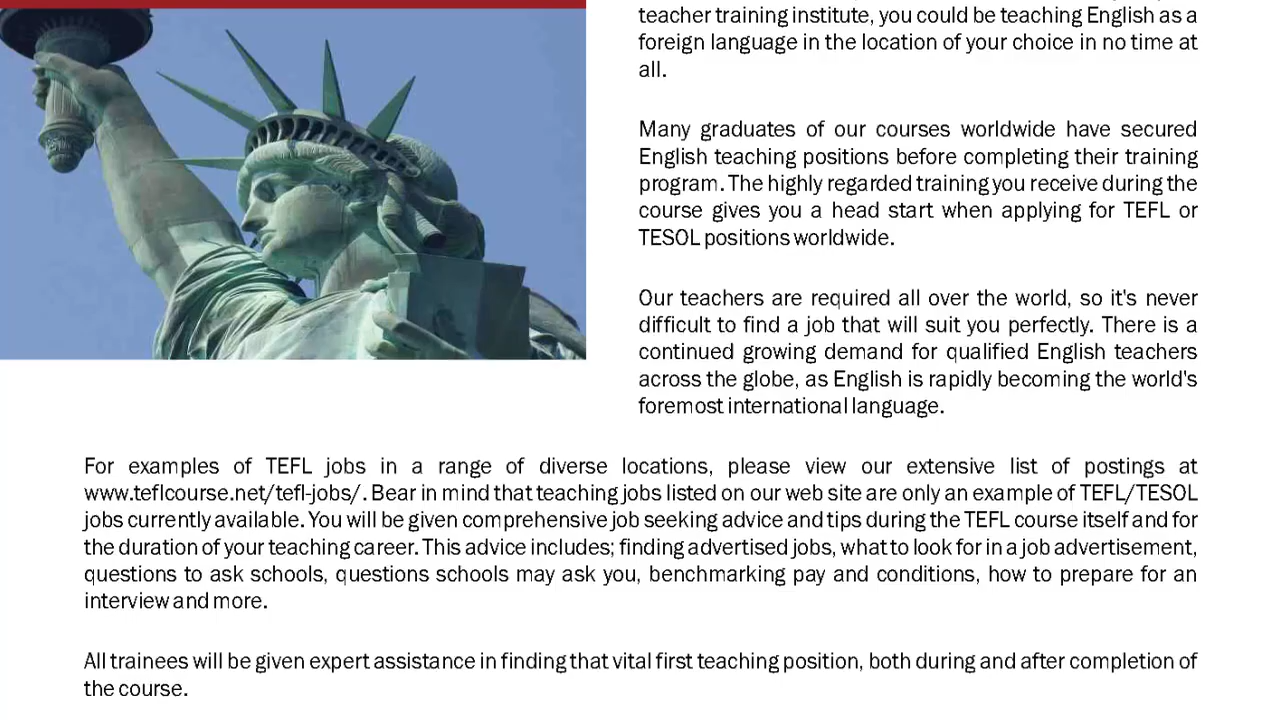 teacher training institute, you could be teaching English as a
foreign language in the location of your choice in no time at
all.
Many graduates of our courses worldwide have secured
English teaching positions before completing their training
program. The highly regarded training you receive during the
course gives you a head start when applying for TEFL or
TESOL positions worldwide.
Our teachers are required all over the world, so it's never
difficult to find a job that will suit you perfectly. There is a
continued growing demand for qualified English teachers
across the globe, as English is rapidly becoming the world's
foremost international language.
For examples of TEFL jobs in a range of diverse locations, please view our extensive list of postings at
www.teflcourse.net/tefl-jobs/. Bear in mind that teaching jobs listed on our web site are only an example of TEFL/TESOL
jobs currently available. You will be given comprehensive job seeking advice and tips during the TEFL course itself and for
the duration of your teaching career. This advice includes; finding advertised jobs, what to look for in a job advertisement,
questions to ask schools, questions schools may ask you, benchmarking pay and conditions, how to prepare for an
interview and more.
All trainees will be given expert assistance in finding that vital first teaching position, both during and after completion of
the course.